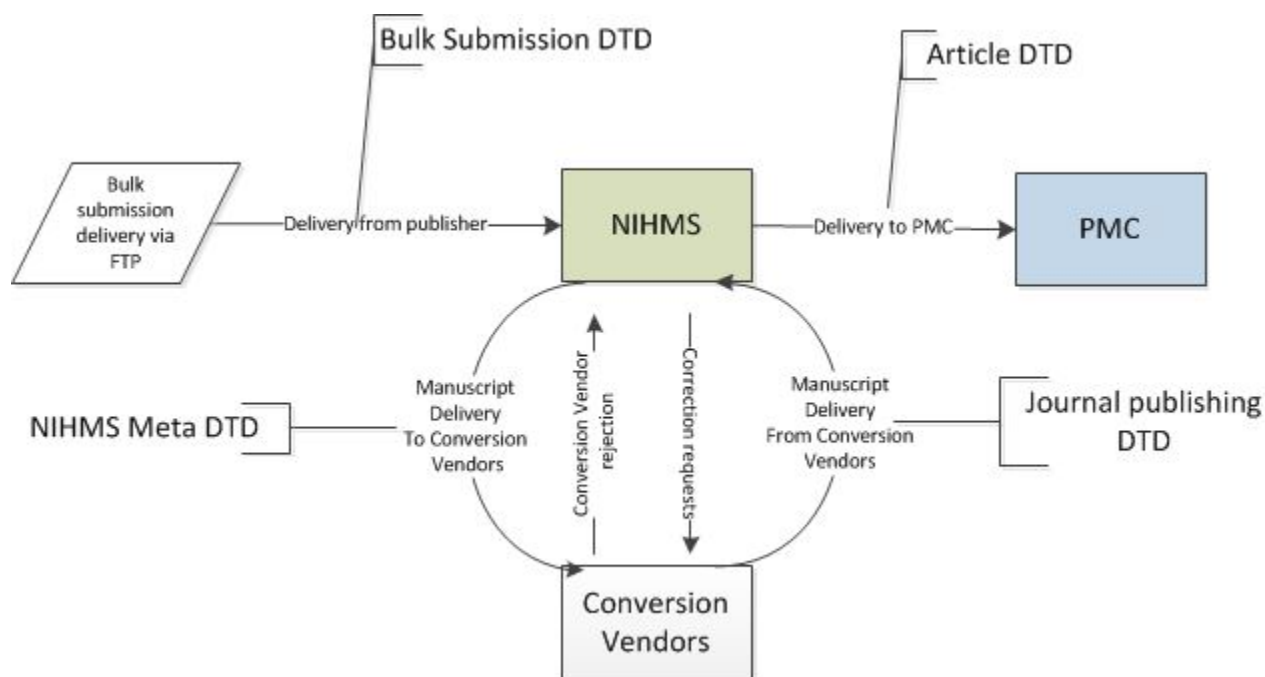 Bulk Submission DTD
Article DTD
Bulk
submission
delivery via
FTP
Delivery from publisher
NIHMS
Delivery to PMC
PMC
NIHMS Meta DTD
Manuscript
Delivery
To Conversion
Vendors
Conversion Vendor
rejection
Correction requests
Manuscript
Delivery
From Conversion
Vendors
Journal publishing
DTD
Conversion
Vendors